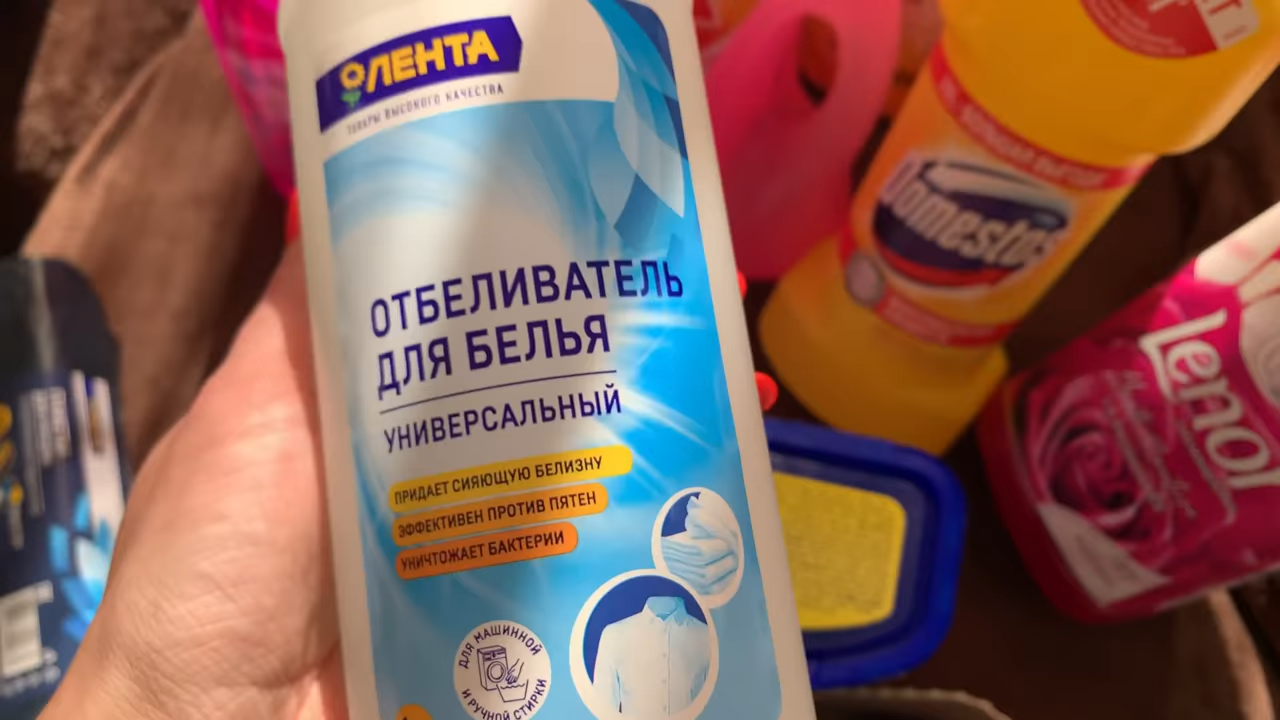 ЛЕНТА
ТОВАРЫ ВЫСОКОГО КАЧЕСТВА
ОТБЕЛИВАТЕЛЬ
ДЛЯ БЕЛЬЯ
УНИВЕРСАЛЬНЫЙ
ПРИДАЕТ СИЯЮЩУЮ БЕЛИЗНУ
ЭФФЕКТИВЕН ПРОТИВ ПЯТЕН
УНИЧТОЖАЕТ БАКТЕРИИ
ДЛЯ МАШИННОЙ
И РУЧНОЙ СТИРКИ
Domestos
Lenor